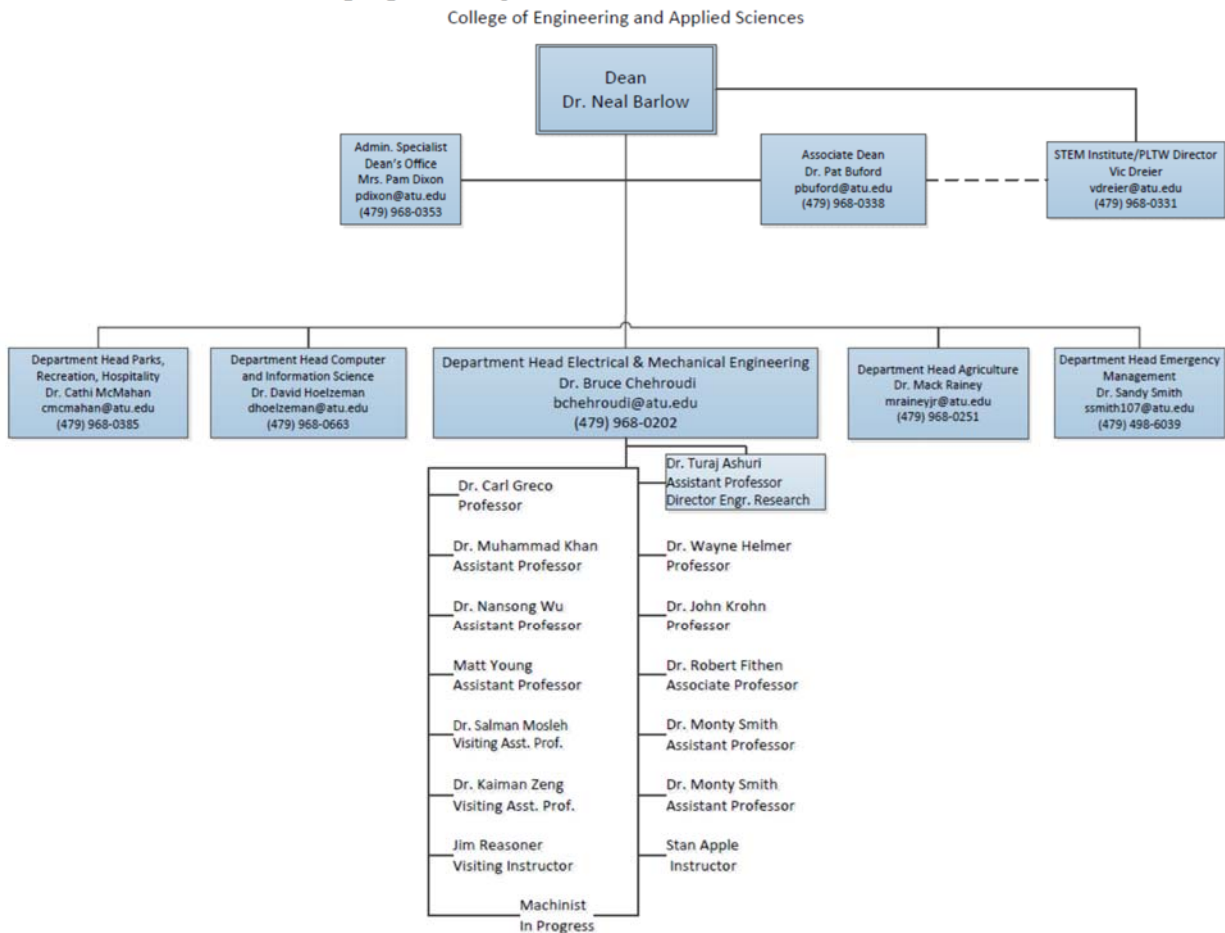 College of Engineering and Applied Sciences
Dean
Dr. Neal Barlow
Admin. Specialist
Dean's Office
Mrs. Pam Dixon
pdixon@atu.edu
(479) 968-0353
Associate Dean
Dr. Pat Buford
pbuford@atu.edu
(479) 968-0338
STEM Institute/PLTW Director
Vic Dreier
vdreier@atu.edu
(479) 968-0331
Department Head Parks,
Recreation, Hospitality
Dr. Cathi McMahan
cmcmahan@atu.edu
(479) 968-0385
Department Head Computer
and Information Science
Dr. David Hoelzeman
dhoelzeman@atu.edu
(479) 968-0663
Department Head Electrical & Mechanical Engineering
Dr. Bruce Chehroudi
bchehroudi@atu.edu
(479) 968-0202
Department Head Agriculture
Dr. Mack Rainey
mraineyjr@atu.edu
(479) 968-0251
Department Head Emergency
Management
Dr. Sandy Smith
ssmith107@atu.edu
(479) 498-6039
Dr. Turaj Ashuri
Assistant Professor
Director Engr. Research
Dr. Carl Greco
Professor
Dr. Muhammad Khan
Assistant Professor
Dr. Nansong Wu
Assistant Professor
Matt Young
Assistant Professor
Dr. Salman Mosleh
Visiting Asst. Prof.
Dr. Kaiman Zeng
Visiting Asst. Prof.
Jim Reasoner
Visiting Instructor
Dr. Wayne Helmer
Professor
Dr. John Krohn
Professor
Dr. Robert Fithen
Associate Professor
Dr. Monty Smith
Assistant Professor
Dr. Monty Smith
Assistant Professor
Stan Apple
Instructor
Machinist
In Progress